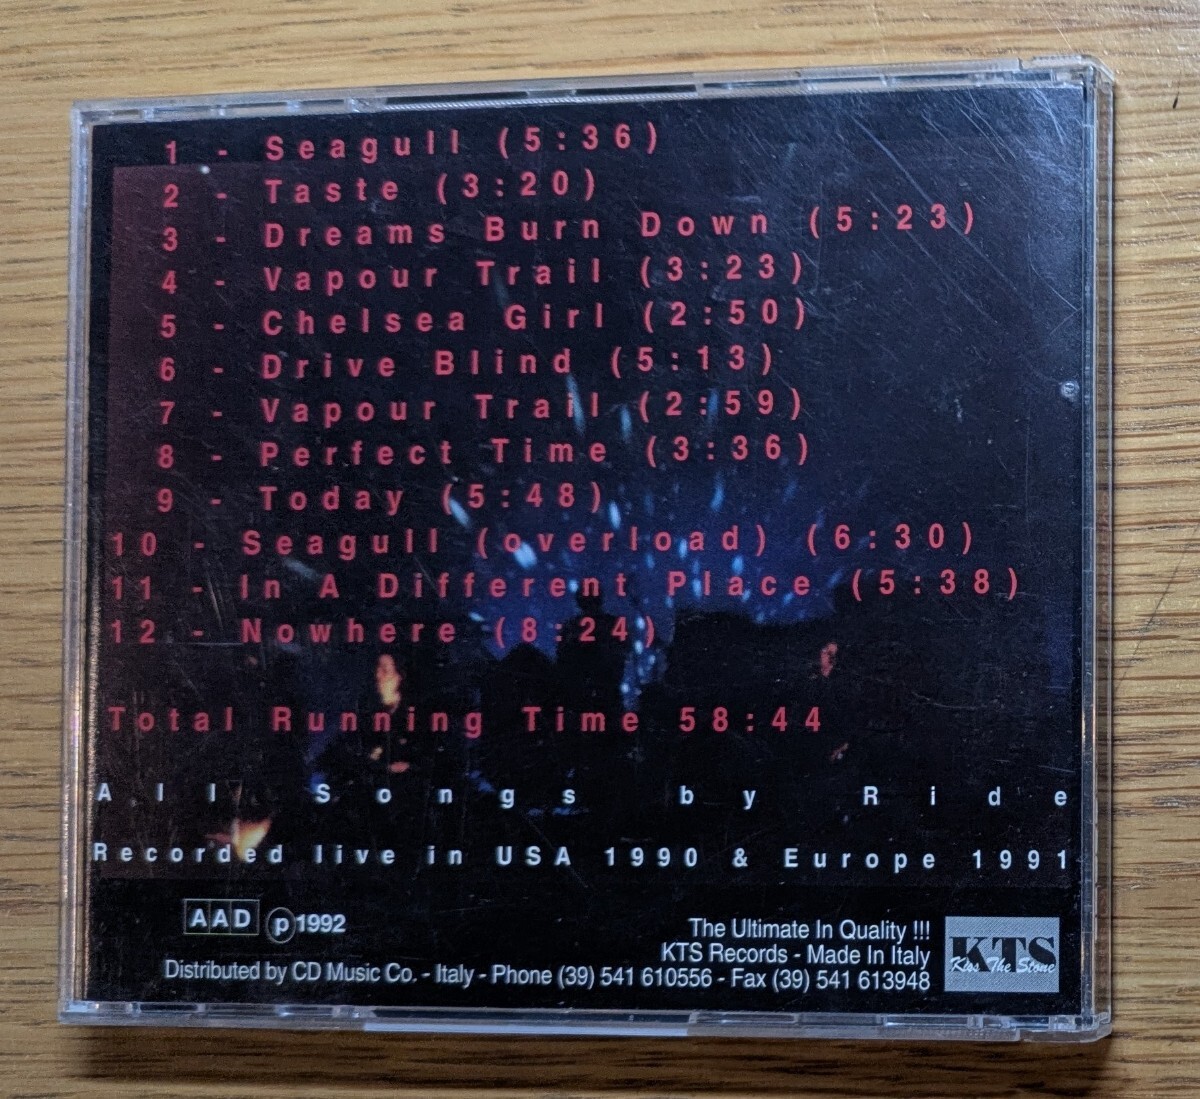 1 - Seagull (5:36)
2 - Taste (3:20)
3 - Dreams Burn Down (5:23)
4 - Vapour Trail (3:23)
5 - Chelsea Girl (2:50)
6 - Drive Blind (5:13)
7 - Vapour Trail (2:59)
8 - Perfect Time (3:36)
9 - Today (5:48)
10 - Seagull (overload) (6:30)
11 - In A Different Place (5:38)
12 - Nowhere (8:24)
Total Running Time 58:44
All Songs by Ride
Recorded live in USA 1990 & Europe 1991
AAD ℗1992
The Ultimate In Quality !!!
KTS Records - Made In Italy
Distributed by CD Music Co. - Italy - Phone (39) 541 610556 - Fax (39) 541 613948
KTS
Kiss The Stone